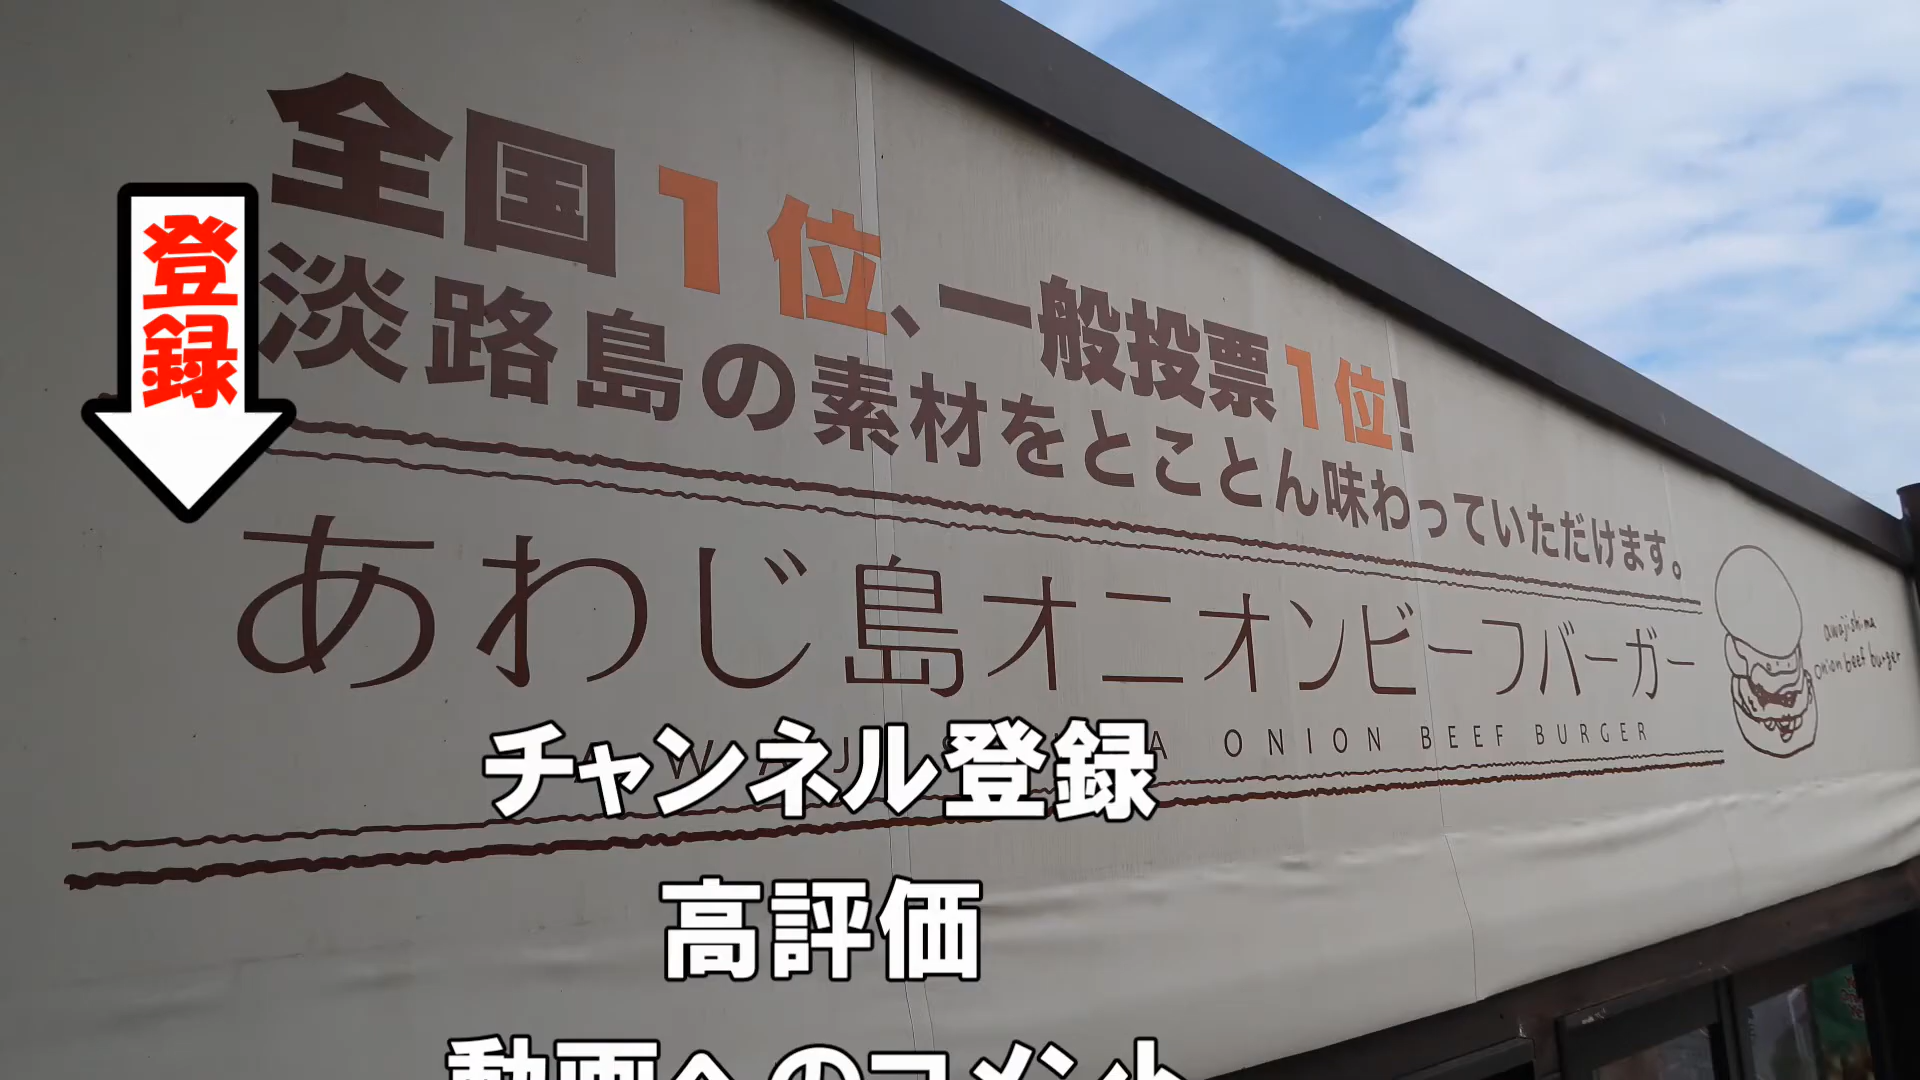 全国1位、一般投票1位!
淡路島の素材をとことん味わっていただけます。
登録
あわじ島オニオンビーフバーガー
ONION BEEF BURGER
awajishima
onion beef burger
チャンネル登録
高評価
動画へのコメント